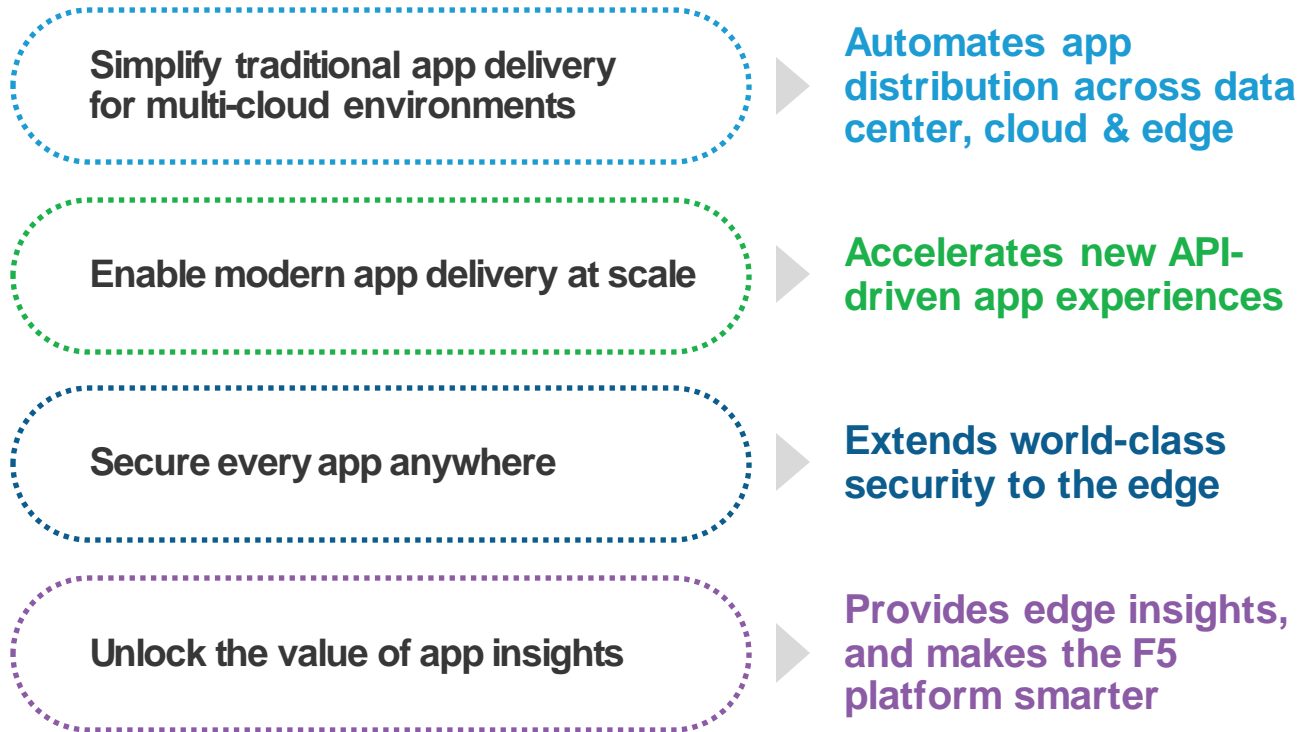 Simplify traditional app delivery
for multi-cloud environments
Automates app
distribution across data
center, cloud & edge
Enable modern app delivery at scale
Accelerates new API-
driven app experiences
Secure every app anywhere
Extends world-class
security to the edge
Unlock the value of app insights
Provides edge insights,
and makes the F5
platform smarter